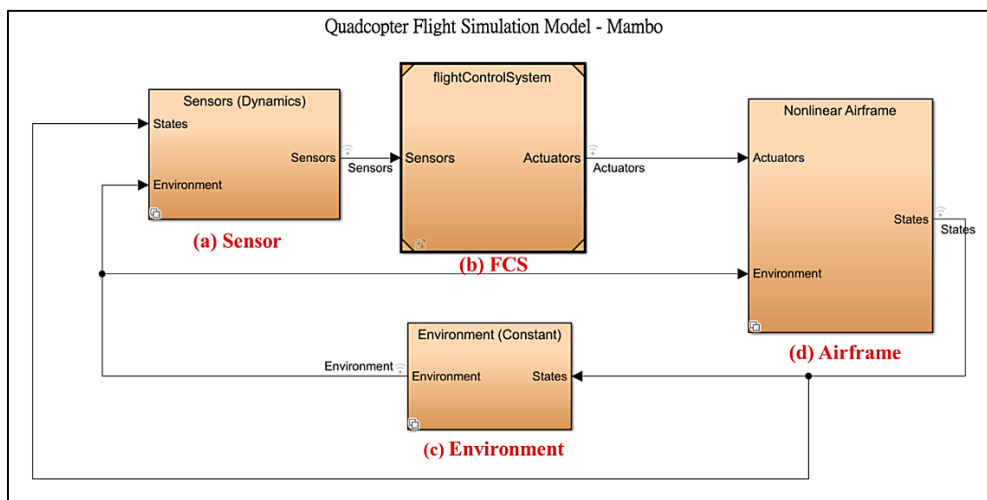 Quadcopter Flight Simulation Model - Mambo
Sensors (Dynamics)
States
Sensors
Environment
Sensors
(a) Sensor
flightControlSystem
Sensors
Actuators
(b) FCS
Actuators
Nonlinear Airframe
Actuators
States
States
Environment
(d) Airframe
Environment (Constant)
Environment
Environment
States
(c) Environment